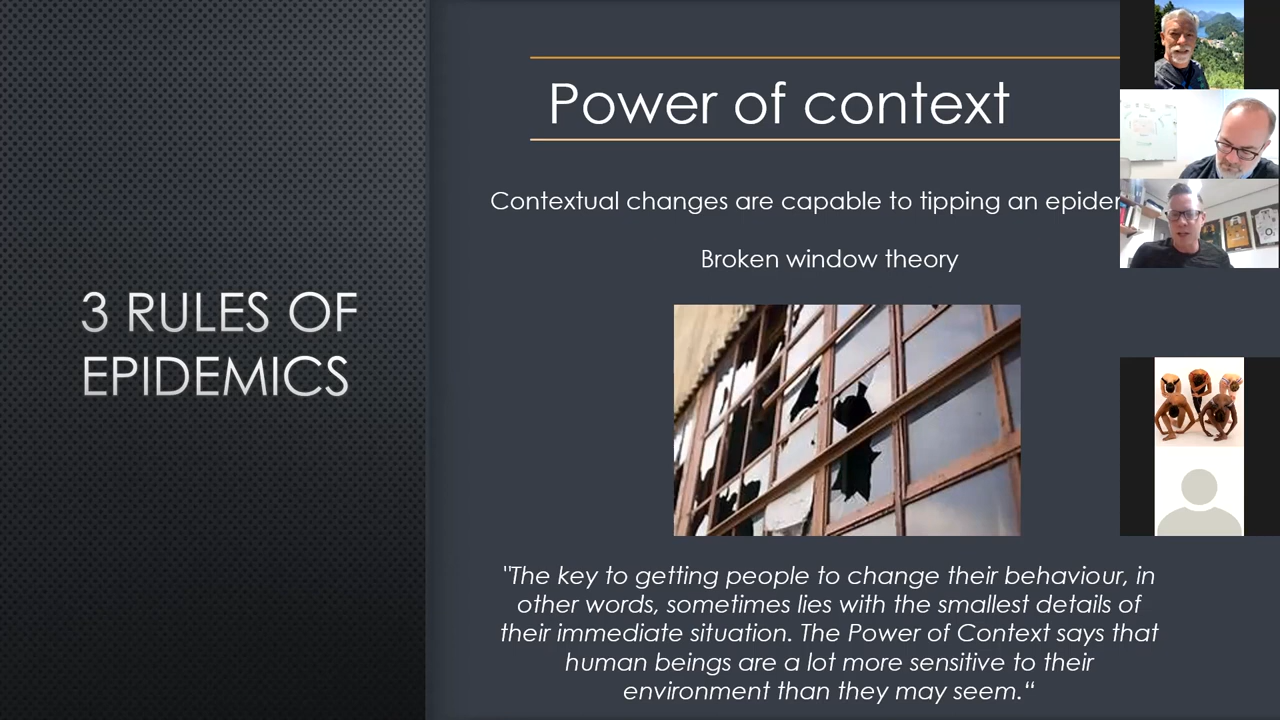 Power of context
Contextual changes are capable to tipping an
Broken window theory
3 RULES OF
EPIDEMICS
"The key to getting people to change their behaviour, in
other words, sometimes lies with the smallest details of
their immediate situation. The Power of Context says that
human beings are a lot more sensitive to their
environment than they may seem.“